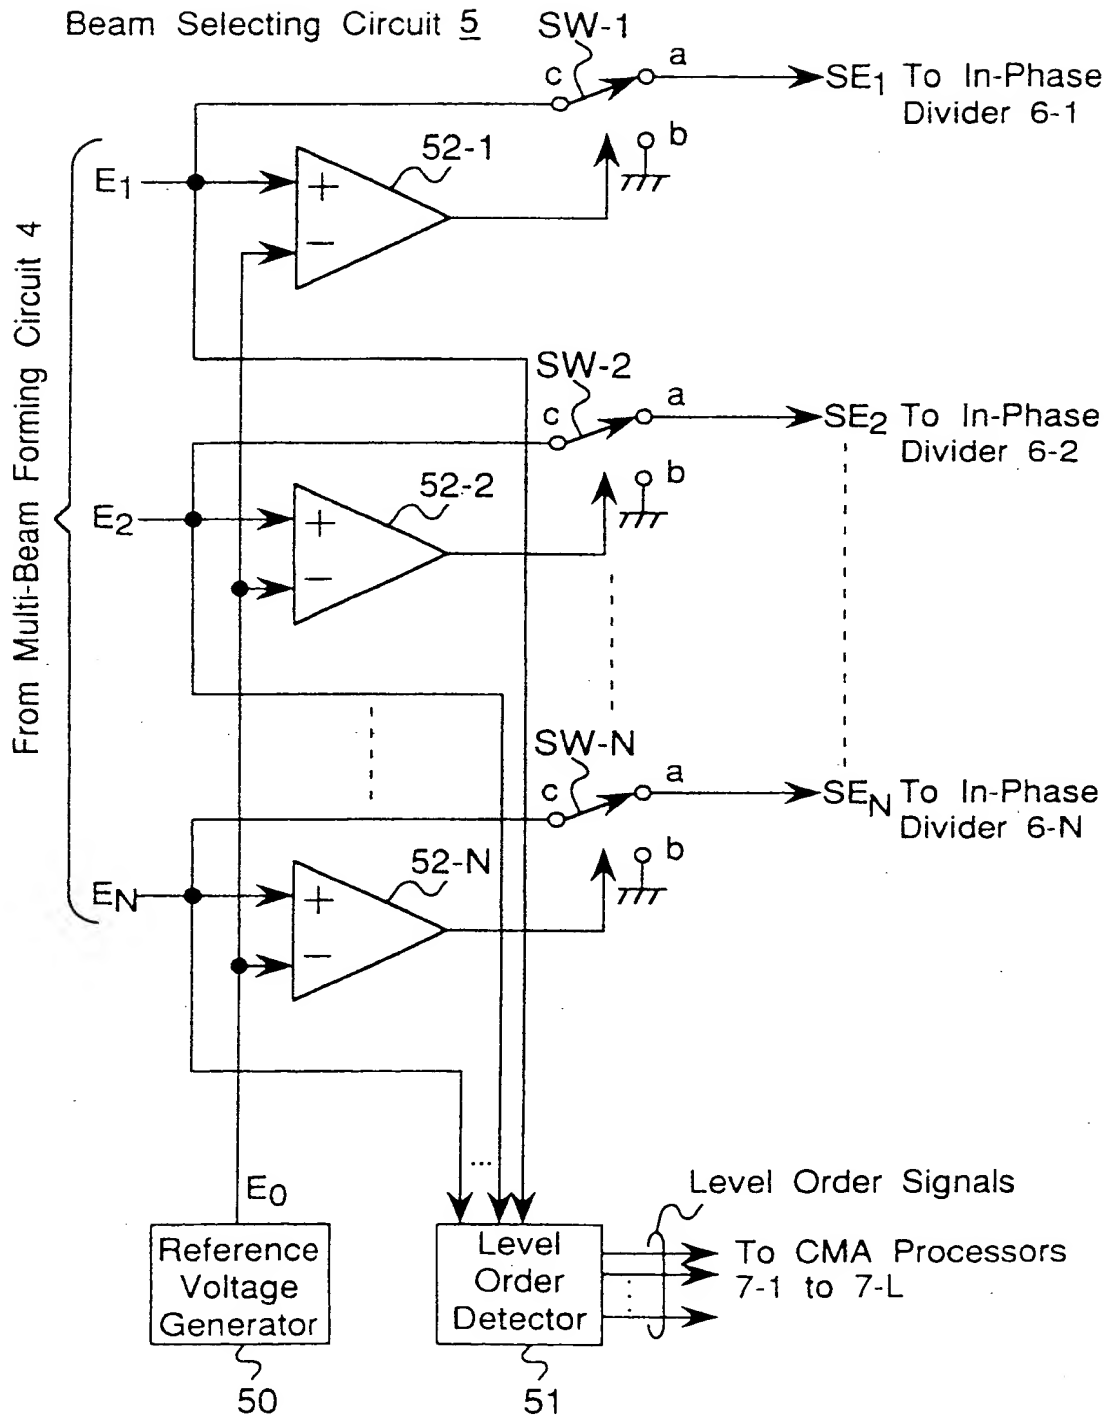 Beam Selecting Circuit 5
SW-1
c
a
b
SE1 To In-Phase
Divider 6-1
From Multi-Beam Forming Circuit 4
E1
52-1
+
−
SW-2
c
a
b
SE2 To In-Phase
Divider 6-2
E2
52-2
+
−
SW-N
c
a
b
SEN To In-Phase
Divider 6-N
EN
52-N
+
−
...
E0
Reference
Voltage
Generator
50
Level
Order
Detector
51
Level Order Signals
To CMA Processors
7-1 to 7-L